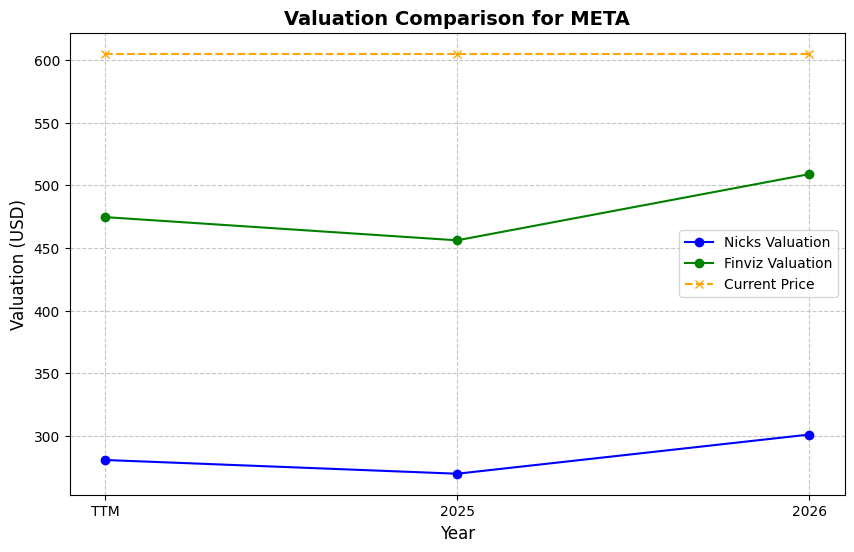 Valuation Comparison for META
Valuation (USD)
600
550
500
450
400
350
300
Nicks Valuation
Finviz Valuation
Current Price
TTM
2025
2026
Year